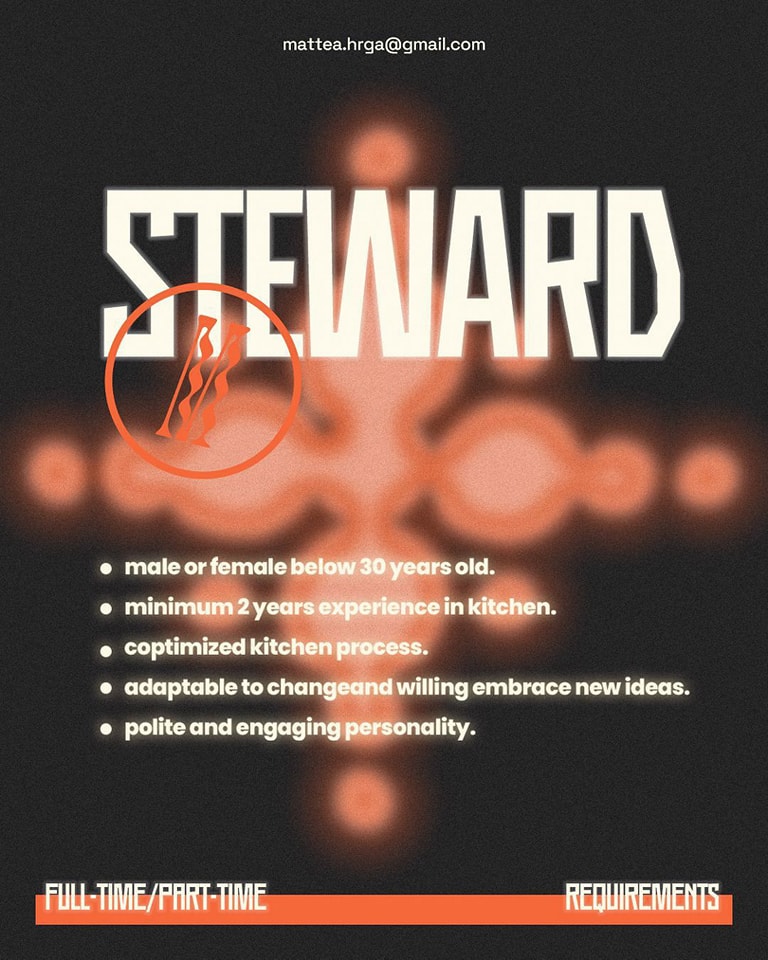 mattea.hrga@gmail.com
STEWARD
male or female below 30 years old.
minimum 2 years experience in kitchen.
coptimized kitchen process.
adaptable to changeand willing embrace new ideas.
polite and engaging personality.
FULL-TIME/PART-TIME
REQUIREMENTS